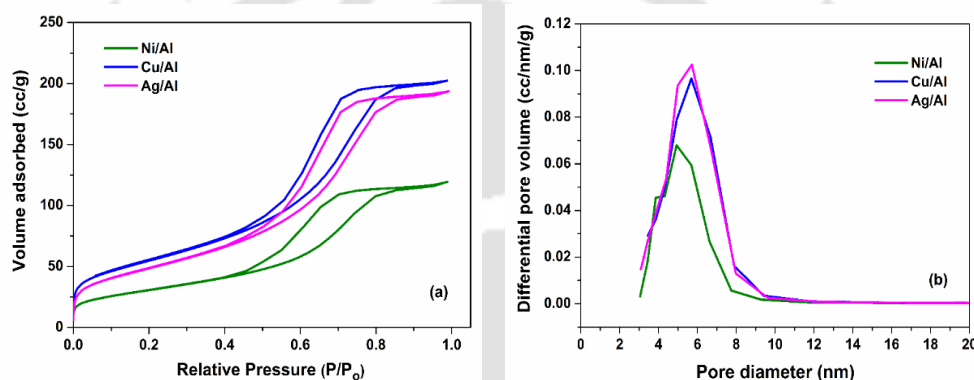 Ni/Al
Cu/Al
Ag/Al
250
200
150
100
50
0
0.0 0.2 0.4 0.6 0.8 1.0
Volume adsorbed (cc/g)
Relative Pressure (P/Po)
(a)
Ni/Al
Cu/Al
Ag/Al
0.12
0.10
0.08
0.06
0.04
0.02
0.00
0 2 4 6 8 10 12 14 16 18 20
Differential pore volume (cc/nm/g)
Pore diameter (nm)
(b)